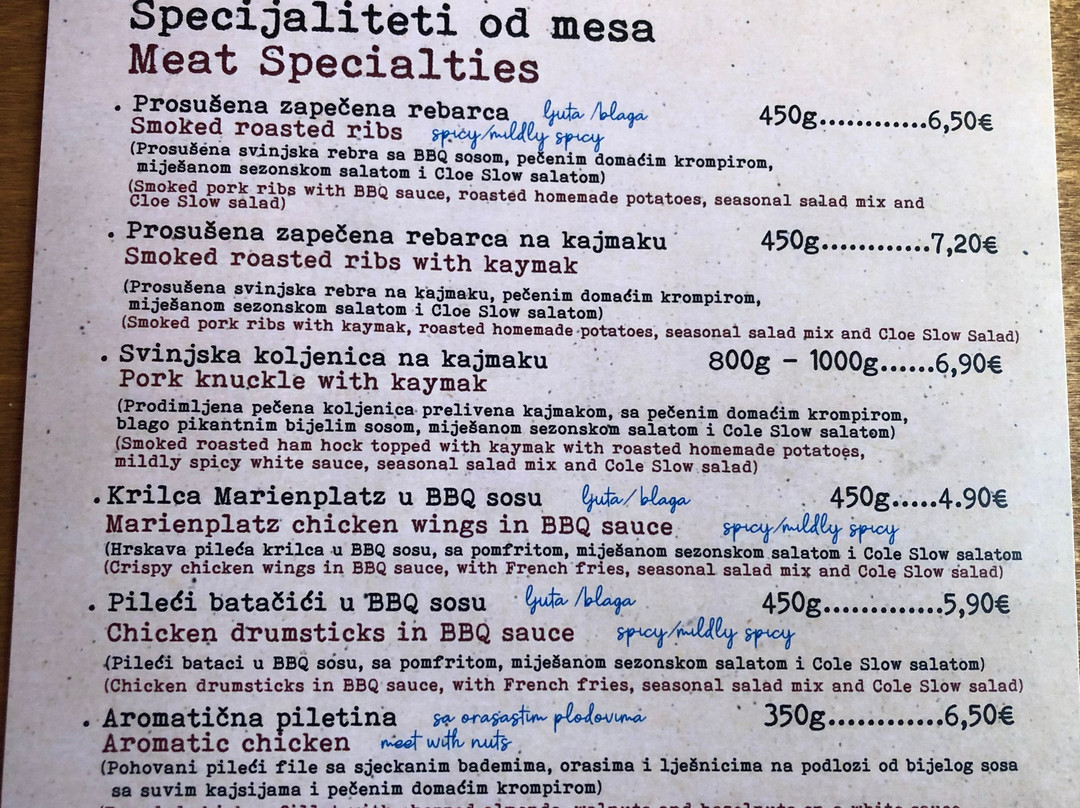 Specijaliteti od mesa
Meat Specialties
. Prosušena zapečena rebarca ljuta /blaga 450g............6,50€
Smoked roasted ribs spicy/mildly spicy
(Prosušena svinjska rebra sa BBQ sosom, pečenim domaćim krompirom,
miješanom sezonskom salatom i Cloe Slow salatom)
(Smoked pork ribs with BBQ sauce, roasted homemade potatoes, seasonal salad mix and
Cloe Slow salad)
. Prosušena zapečena rebarca na kajmaku 450g............7,20€
Smoked roasted ribs with kaymak
(Prosušena svinjska rebra na kajmaku, pečenim domaćim krompirom,
miješanom sezonskom salatom i Cloe Slow salatom)
(Smoked pork ribs with kaymak, roasted homemade potatoes, seasonal salad mix and Cloe Slow Salad)
. Svinjska koljenica na kajmaku 800g - 1000g......6,90€
Pork knuckle with kaymak
(Prodimljena pečena koljenica prelivena kajmakom, sa pečenim domaćim krompirom,
blago pikantnim bijelim sosom, miješanom sezonskom salatom i Cole Slow salatom)
(Smoked roasted ham hock topped with kaymak with roasted homemade potatoes,
mildly spicy white sauce, seasonal salad mix and Cole Slow salad)
. Krilca Marienplatz u BBQ sosu ljuta/blaga 450g.....4.90€
Marienplatz chicken wings in BBQ sauce spicy/mildly spicy
(Hrskava pileća krilca u BBQ sosu, sa pomfritom, miješanom sezonskom salatom i Cole Slow salatom
(Crispy chicken wings in BBQ sauce, with French fries, seasonal salad mix and Cole Slow salad)
. Pileći batačići u BBQ sosu ljuta /blaga 450g............5,90€
Chicken drumsticks in BBQ sauce spicy/mildly spicy
(Pileći bataci u BBQ sosu, sa pomfritom, miješanom sezonskom salatom i Cole Slow salatom)
(Chicken drumsticks in BBQ sauce, with French fries, seasonal salad mix and Cole Slow salad)
. Aromatična piletina sa orašastim plodovima 350g............6,50€
Aromatic chicken meet with nuts
(Pohovani pileći file sa sjeckanim bademima, orasima i lješnicima na podlozi od bijelog sosa
sa suvim kajsijama i pečenim domaćim krompirom)